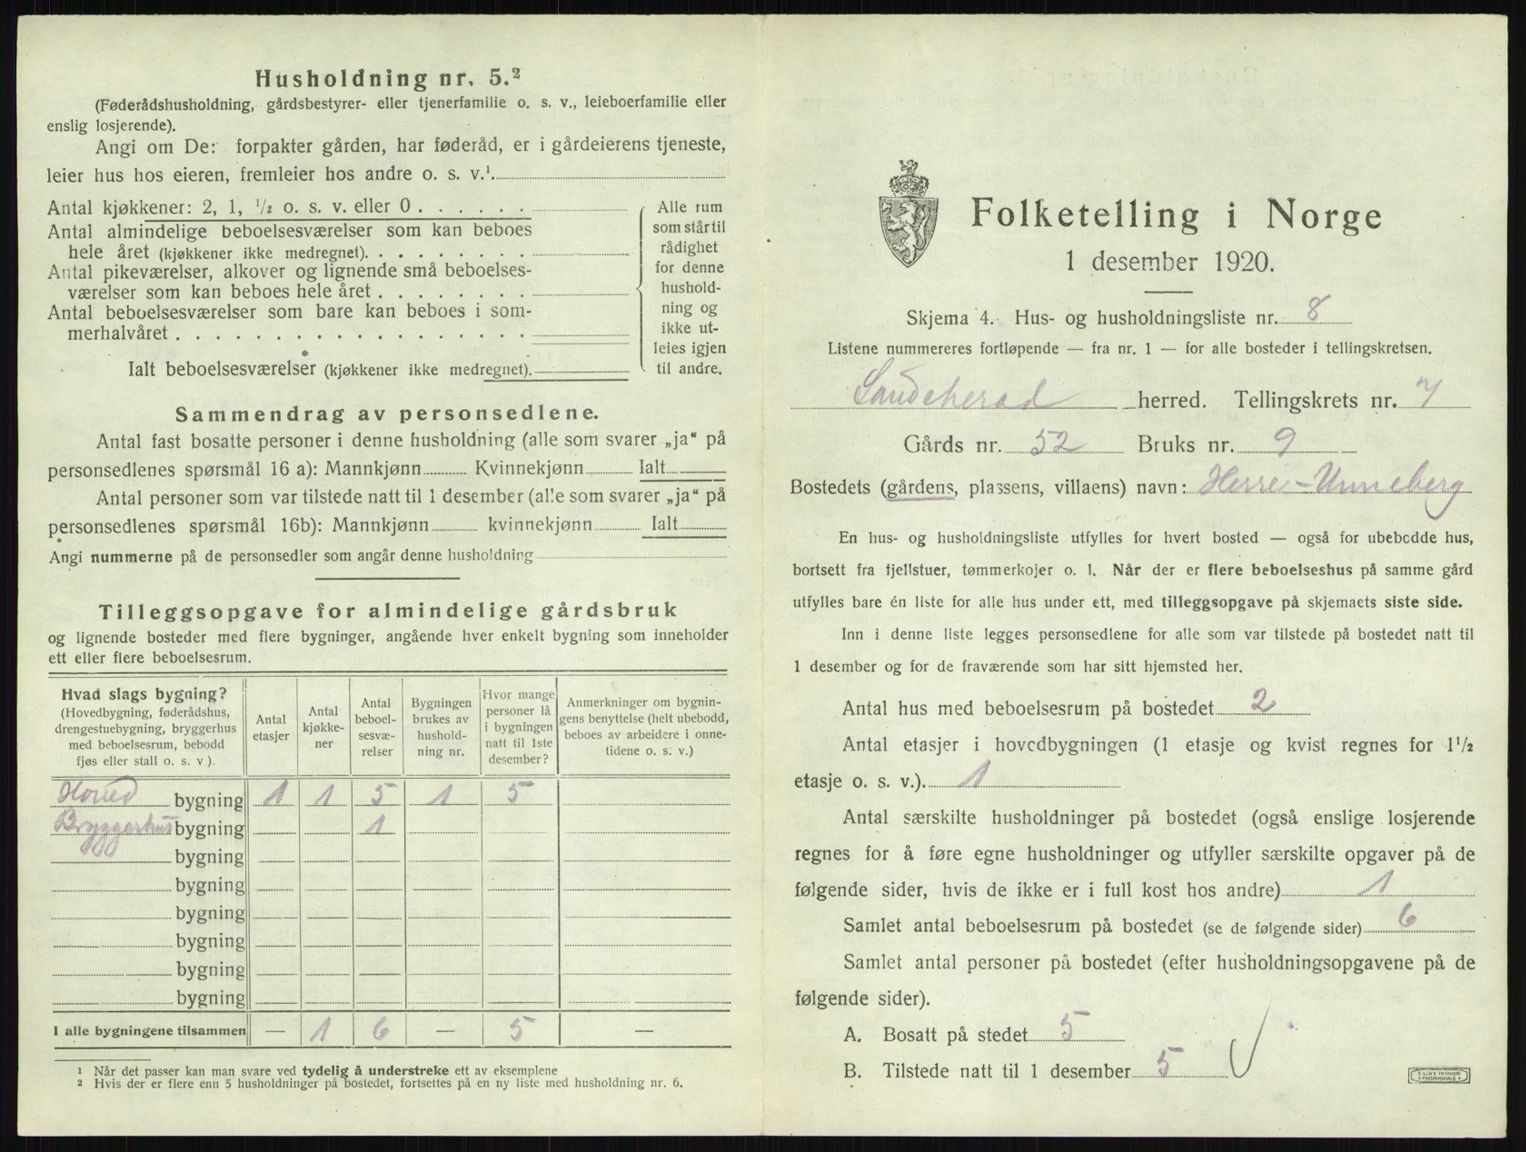 Husholdning nr. 5.²
(Føderådshusholdning, gårdsbestyrer- eller tjenerfamilie o. s. v., leieboerfamilie eller
enslig losjerende).
Angi om De: forpakter gården, har føderåd, er i gårdeierens tjeneste,
leier hus hos eieren, fremleier hos andre o. s. v.¹
Antal kjøkkener: 2, 1, ½ o. s. v. eller 0
Antal almindelige beboelsesværelser som kan beboes
hele året (kjøkkener ikke medregnet).
Antal pikeværelser, alkover og lignende små beboelses-
værelser som kan beboes hele året
Antal beboelsesværelser som bare kan beboes i som-
merhalvåret
Ialt beboelsesværelser (kjøkkener ikke medregnet).
Alle rum
som står til
rådighet
for denne
hushold-
ning og
ikke ut-
leies igjen
til andre.
Sammendrag av personsedlene.
Antal fast bosatte personer i denne husholdning (alle som svarer „ja“ på
personsedlenes spørsmål 16 a): Mannkjønn Kvinnekjønn Ialt
Antal personer som var tilstede natt til 1 desember (alle som svarer „ja“ på
personsedlenes spørsmål 16b): Mannkjønn kvinnekjønn Ialt
Angi nummerne på de personsedler som angår denne husholdning
Tilleggsopgave for almindelige gårdsbruk
og lignende bosteder med flere bygninger, angående hver enkelt bygning som inneholder
ett eller flere beboelsesrum.
Hvad slags bygning?
(Hovedbygning, føderådshus,
drengestuebygning, bryggerhus
med beboelsesrum, bebodd
fjøs eller stall o. s. v ).
Antal
etasjer
Antal
kjøkke-
ner
Antal
beboel-
sesvæ-
relser
Bygningen
brukes av
hushold-
ning nr.
Hvor mange
personer lå
i bygningen
natt til 1ste
desember?
Anmerkninger om bygnin-
gens benyttelse (helt ubebodd,
beboes av arbeidere i onne-
tidene o. s. v.)
Hoved bygning 1 1 5 1 5
Bryggerhus bygning 1
bygning
bygning
bygning
bygning
bygning
bygning
I alle bygningene tilsammen — 1 6 — 5 —
¹ Når det passer kan man svare ved tydelig å understreke ett av eksemplene
² Hvis der er flere enn 5 husholdninger på bostedet, fortsettes på en ny liste med husholdning nr. 6.
Folketelling i Norge
1 desember 1920.
Skjema 4. Hus- og husholdningsliste nr. 8
Listene nummereres fortløpende — fra nr. 1 — for alle bosteder i tellingskretsen.
Saudeherad herred. Tellingskrets nr. 7
Gårds nr. 52 Bruks nr. 9
Bostedets (gårdens, plassens, villaens) navn: Herre-Unneberg
En hus- og husholdningsliste utfylles for hvert bosted — også for ubebodde hus,
bortsett fra fjellstuer, tømmerkojer o. l. Når der er flere beboelseshus på samme gård
utfylles bare én liste for alle hus under ett, med tilleggsopgave på skjemaets siste side.
Inn i denne liste legges personsedlene for alle som var tilstede på bostedet natt til
1 desember og for de fraværende som har sitt hjemsted her.
Antal hus med beboelsesrum på bostedet 2
Antal etasjer i hovedbygningen (1 etasje og kvist regnes for 1½
etasje o. s. v.). 1
Antal særskilte husholdninger på bostedet (også enslige losjerende
regnes for å føre egne husholdninger og utfyller særskilte opgaver på de
følgende sider, hvis de ikke er i full kost hos andre) 1
Samlet antal beboelsesrum på bostedet (se de følgende sider) 6
Samlet antal personer på bostedet (efter husholdningsopgavene på de
følgende sider).
A. Bosatt på stedet 5
B. Tilstede natt til 1 desember 5